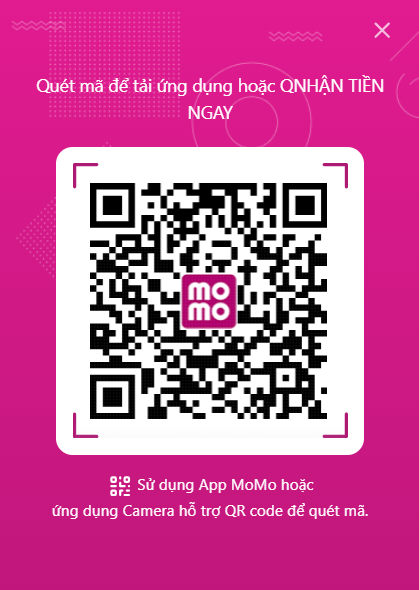 Quét mã để tải ứng dụng hoặc QNHẬN TIỀN
NGAY
mo
mo
Sử dụng App MoMo hoặc
ứng dụng Camera hỗ trợ QR code để quét mã.